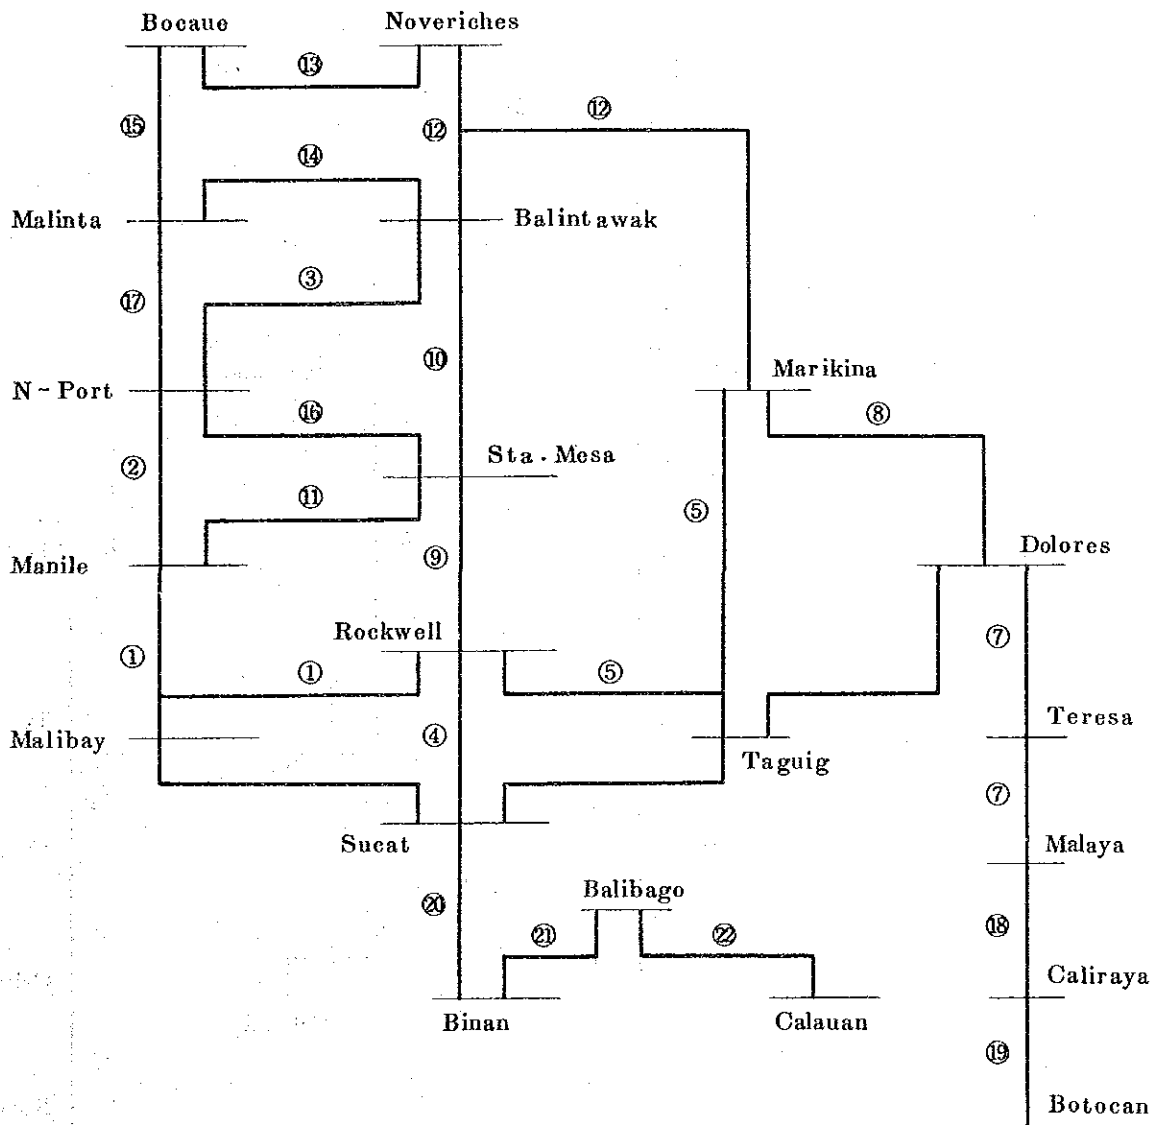 Bocaue Noveriches
⑬
⑮ ⑫ ⑫
⑭
Malinta Balintawak
③
⑰
⑩
N-Port Marikina
⑯ ⑧
② Sta. Mesa
⑪ ⑤
Manile ⑨ Dolores
Rockwell ⑦
① ① ⑤
Malibay ④ Teresa
Taguig
⑦
Sucat Malaya
Balibago
⑳ ㉑ ㉒ ⑱
Caliraya
Binan Calauan
⑲
Botocan